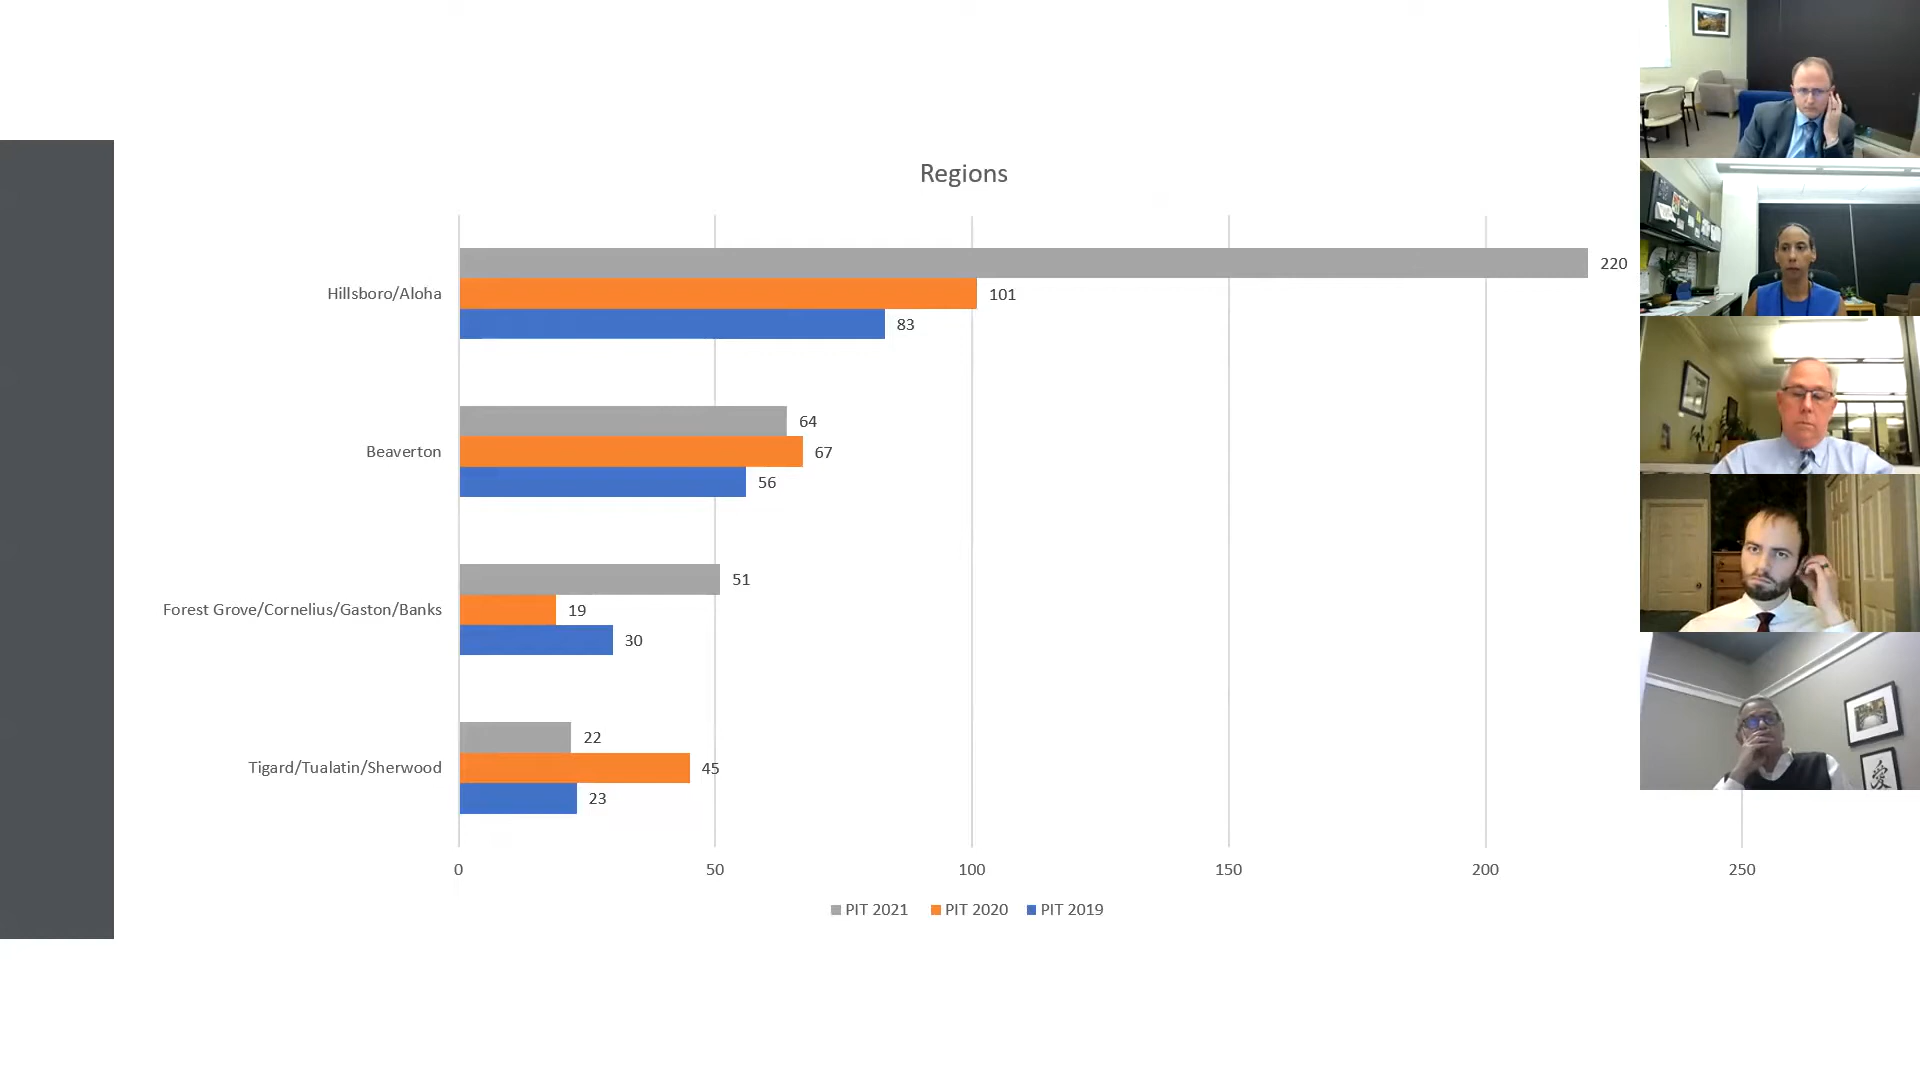 Regions
Hillsboro/Aloha
220
101
83
Beaverton
64
67
56
Forest Grove/Cornelius/Gaston/Banks
51
19
30
Tigard/Tualatin/Sherwood
22
45
23
0 50 100 150 200 250
PIT 2021 PIT 2020 PIT 2019
愛